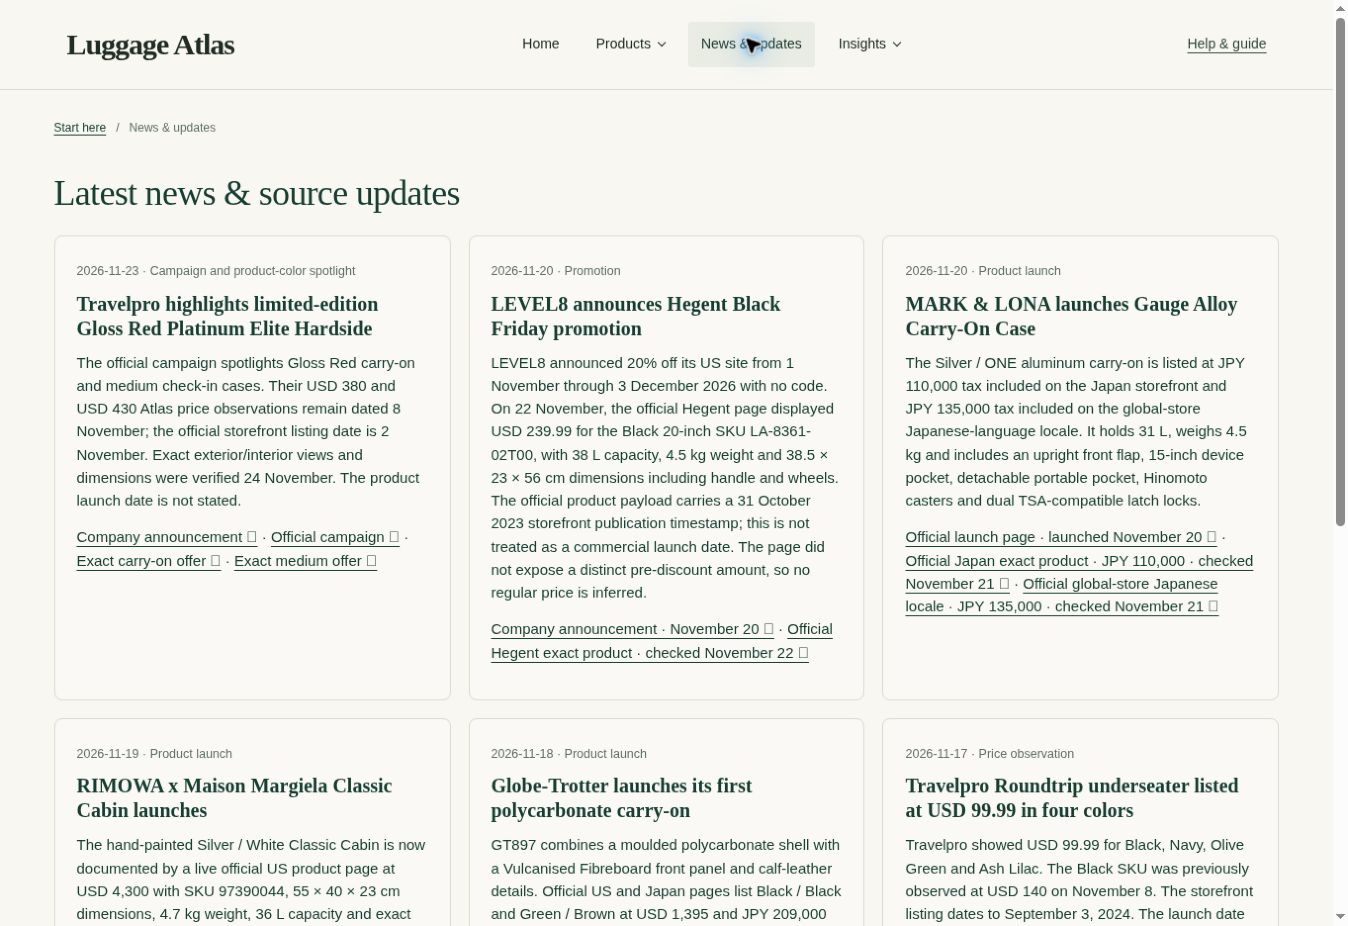 Luggage Atlas
Home
Products
News & updates
Insights
Help & guide
Start here / News & updates
Latest news & source updates
2026-11-23 · Campaign and product-color spotlight
Travelpro highlights limited-edition
Gloss Red Platinum Elite Hardside
The official campaign spotlights Gloss Red carry-on
and medium check-in cases. Their USD 380 and
USD 430 Atlas price observations remain dated 8
November; the official storefront listing date is 2
November. Exact exterior/interior views and
dimensions were verified 24 November. The product
launch date is not stated.
Company announcement · Official campaign ·
Exact carry-on offer · Exact medium offer
2026-11-20 · Promotion
LEVEL8 announces Hegent Black
Friday promotion
LEVEL8 announced 20% off its US site from 1
November through 3 December 2026 with no code.
On 22 November, the official Hegent page displayed
USD 239.99 for the Black 20-inch SKU LA-8361-
02T00, with 38 L capacity, 4.5 kg weight and 38.5 ×
23 × 56 cm dimensions including handle and wheels.
The official product payload carries a 31 October
2023 storefront publication timestamp; this is not
treated as a commercial launch date. The page did
not expose a distinct pre-discount amount, so no
regular price is inferred.
Company announcement · November 20 · Official
Hegent exact product · checked November 22
2026-11-20 · Product launch
MARK & LONA launches Gauge Alloy
Carry-On Case
The Silver / ONE aluminum carry-on is listed at JPY
110,000 tax included on the Japan storefront and
JPY 135,000 tax included on the global-store
Japanese-language locale. It holds 31 L, weighs 4.5
kg and includes an upright front flap, 15-inch device
pocket, detachable portable pocket, Hinomoto
casters and dual TSA-compatible latch locks.
Official launch page · launched November 20 ·
Official Japan exact product · JPY 110,000 · checked
November 21 · Official global-store Japanese
locale · JPY 135,000 · checked November 21
2026-11-19 · Product launch
RIMOWA x Maison Margiela Classic
Cabin launches
The hand-painted Silver / White Classic Cabin is now
documented by a live official US product page at
USD 4,300 with SKU 97390044, 55 × 40 × 23 cm
dimensions, 4.7 kg weight, 36 L capacity and exact
2026-11-18 · Product launch
Globe-Trotter launches its first
polycarbonate carry-on
GT897 combines a moulded polycarbonate shell with
a Vulcanised Fibreboard front panel and calf-leather
details. Official US and Japan pages list Black / Black
and Green / Brown at USD 1,395 and JPY 209,000
2026-11-17 · Price observation
Travelpro Roundtrip underseater listed
at USD 99.99 in four colors
Travelpro showed USD 99.99 for Black, Navy, Olive
Green and Ash Lilac. The Black SKU was previously
observed at USD 140 on November 8. The storefront
listing dates to September 3, 2024. The launch date